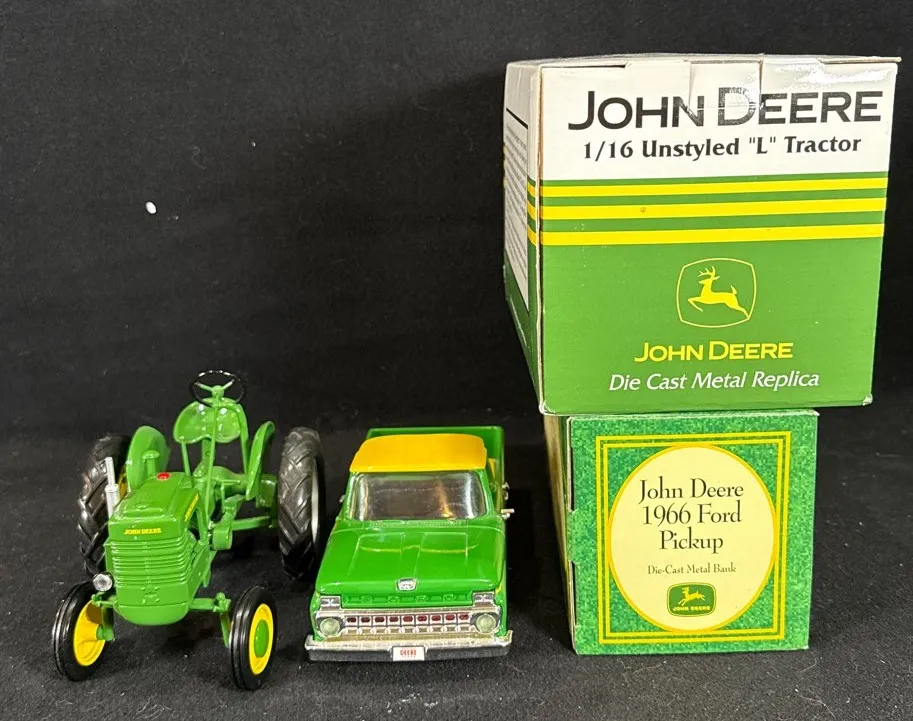 JOHN DEERE
1/16 Unstyled "L" Tractor
JOHN DEERE
Die Cast Metal Replica
John Deere
1966 Ford
Pickup
Die-Cast Metal Bank
JOHN DEERE
JOHN DEERE
FORD
DEERE